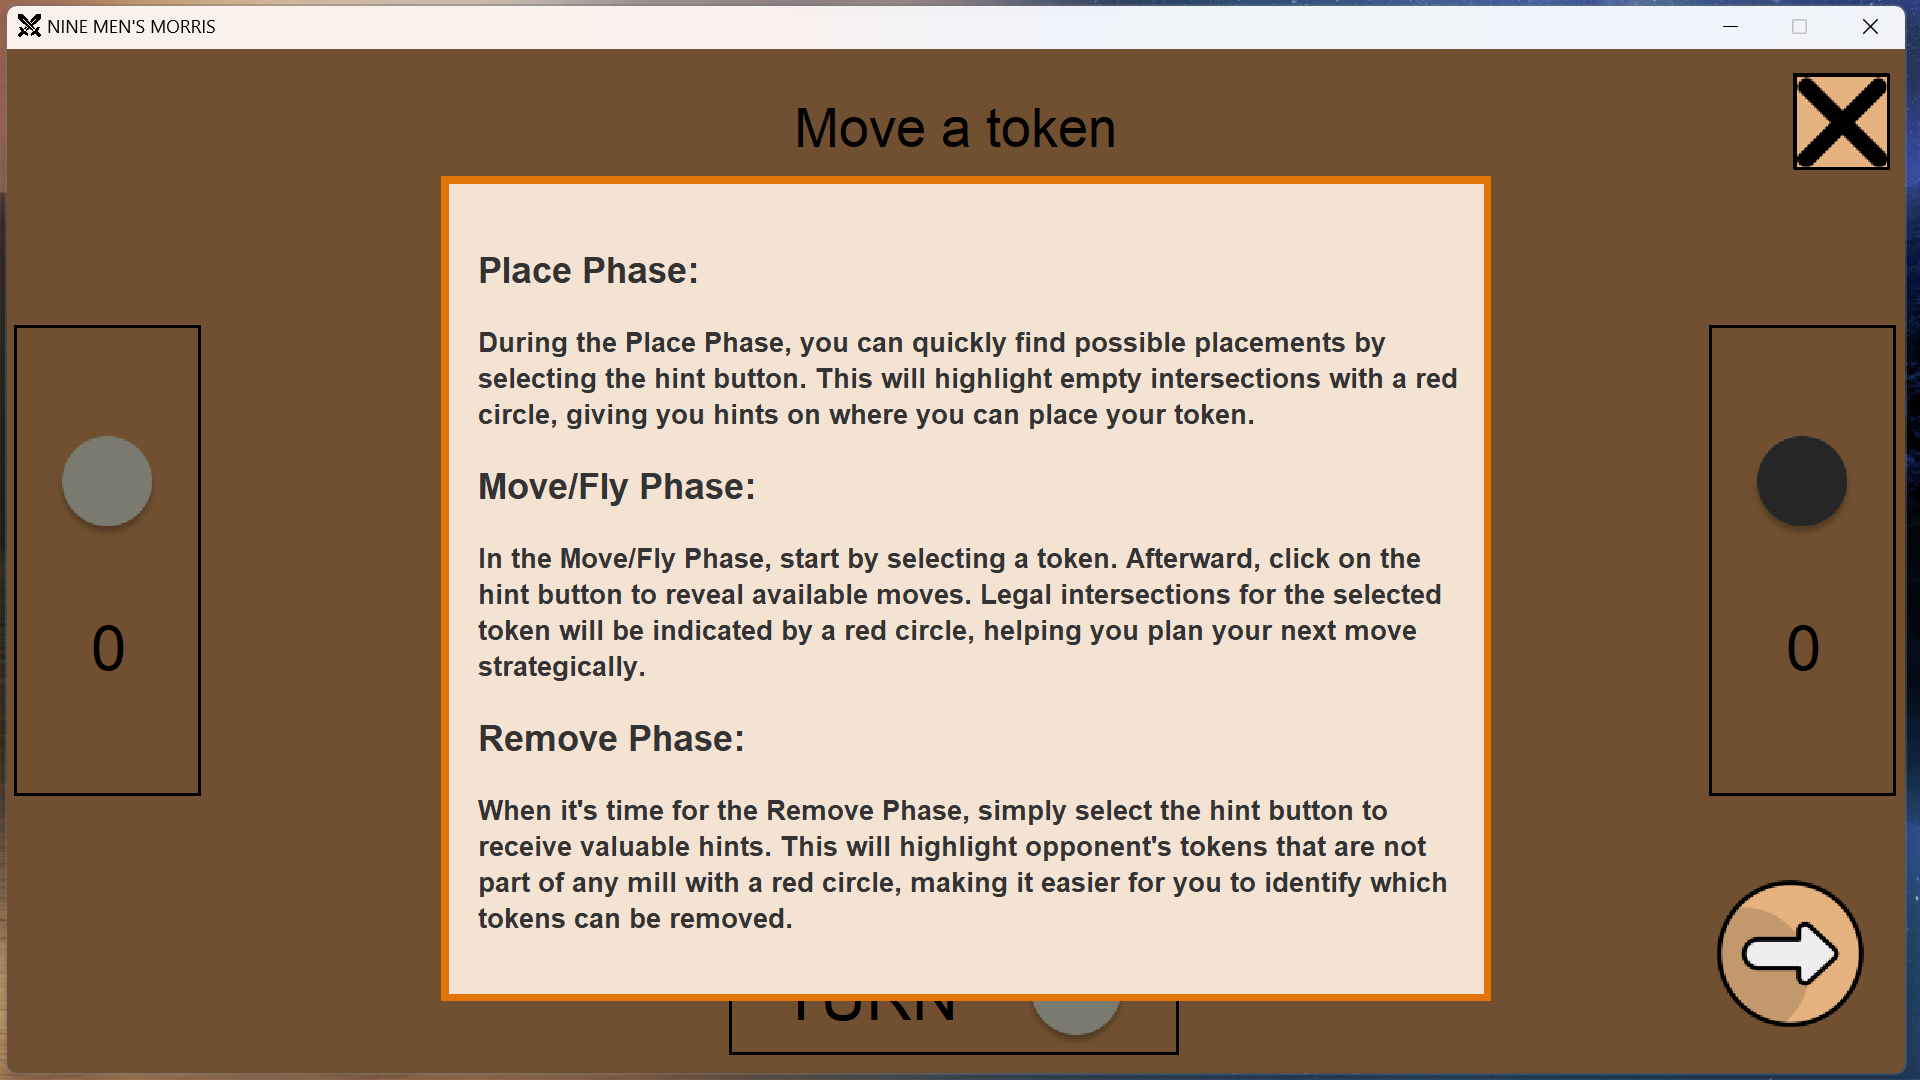 NINE MEN'S MORRIS
Move a token
Place Phase:
During the Place Phase, you can quickly find possible placements by
selecting the hint button. This will highlight empty intersections with a red
circle, giving you hints on where you can place your token.
Move/Fly Phase:
In the Move/Fly Phase, start by selecting a token. Afterward, click on the
hint button to reveal available moves. Legal intersections for the selected
token will be indicated by a red circle, helping you plan your next move
strategically.
Remove Phase:
When it's time for the Remove Phase, simply select the hint button to
receive valuable hints. This will highlight opponent's tokens that are not
part of any mill with a red circle, making it easier for you to identify which
tokens can be removed.
0
0
TURN